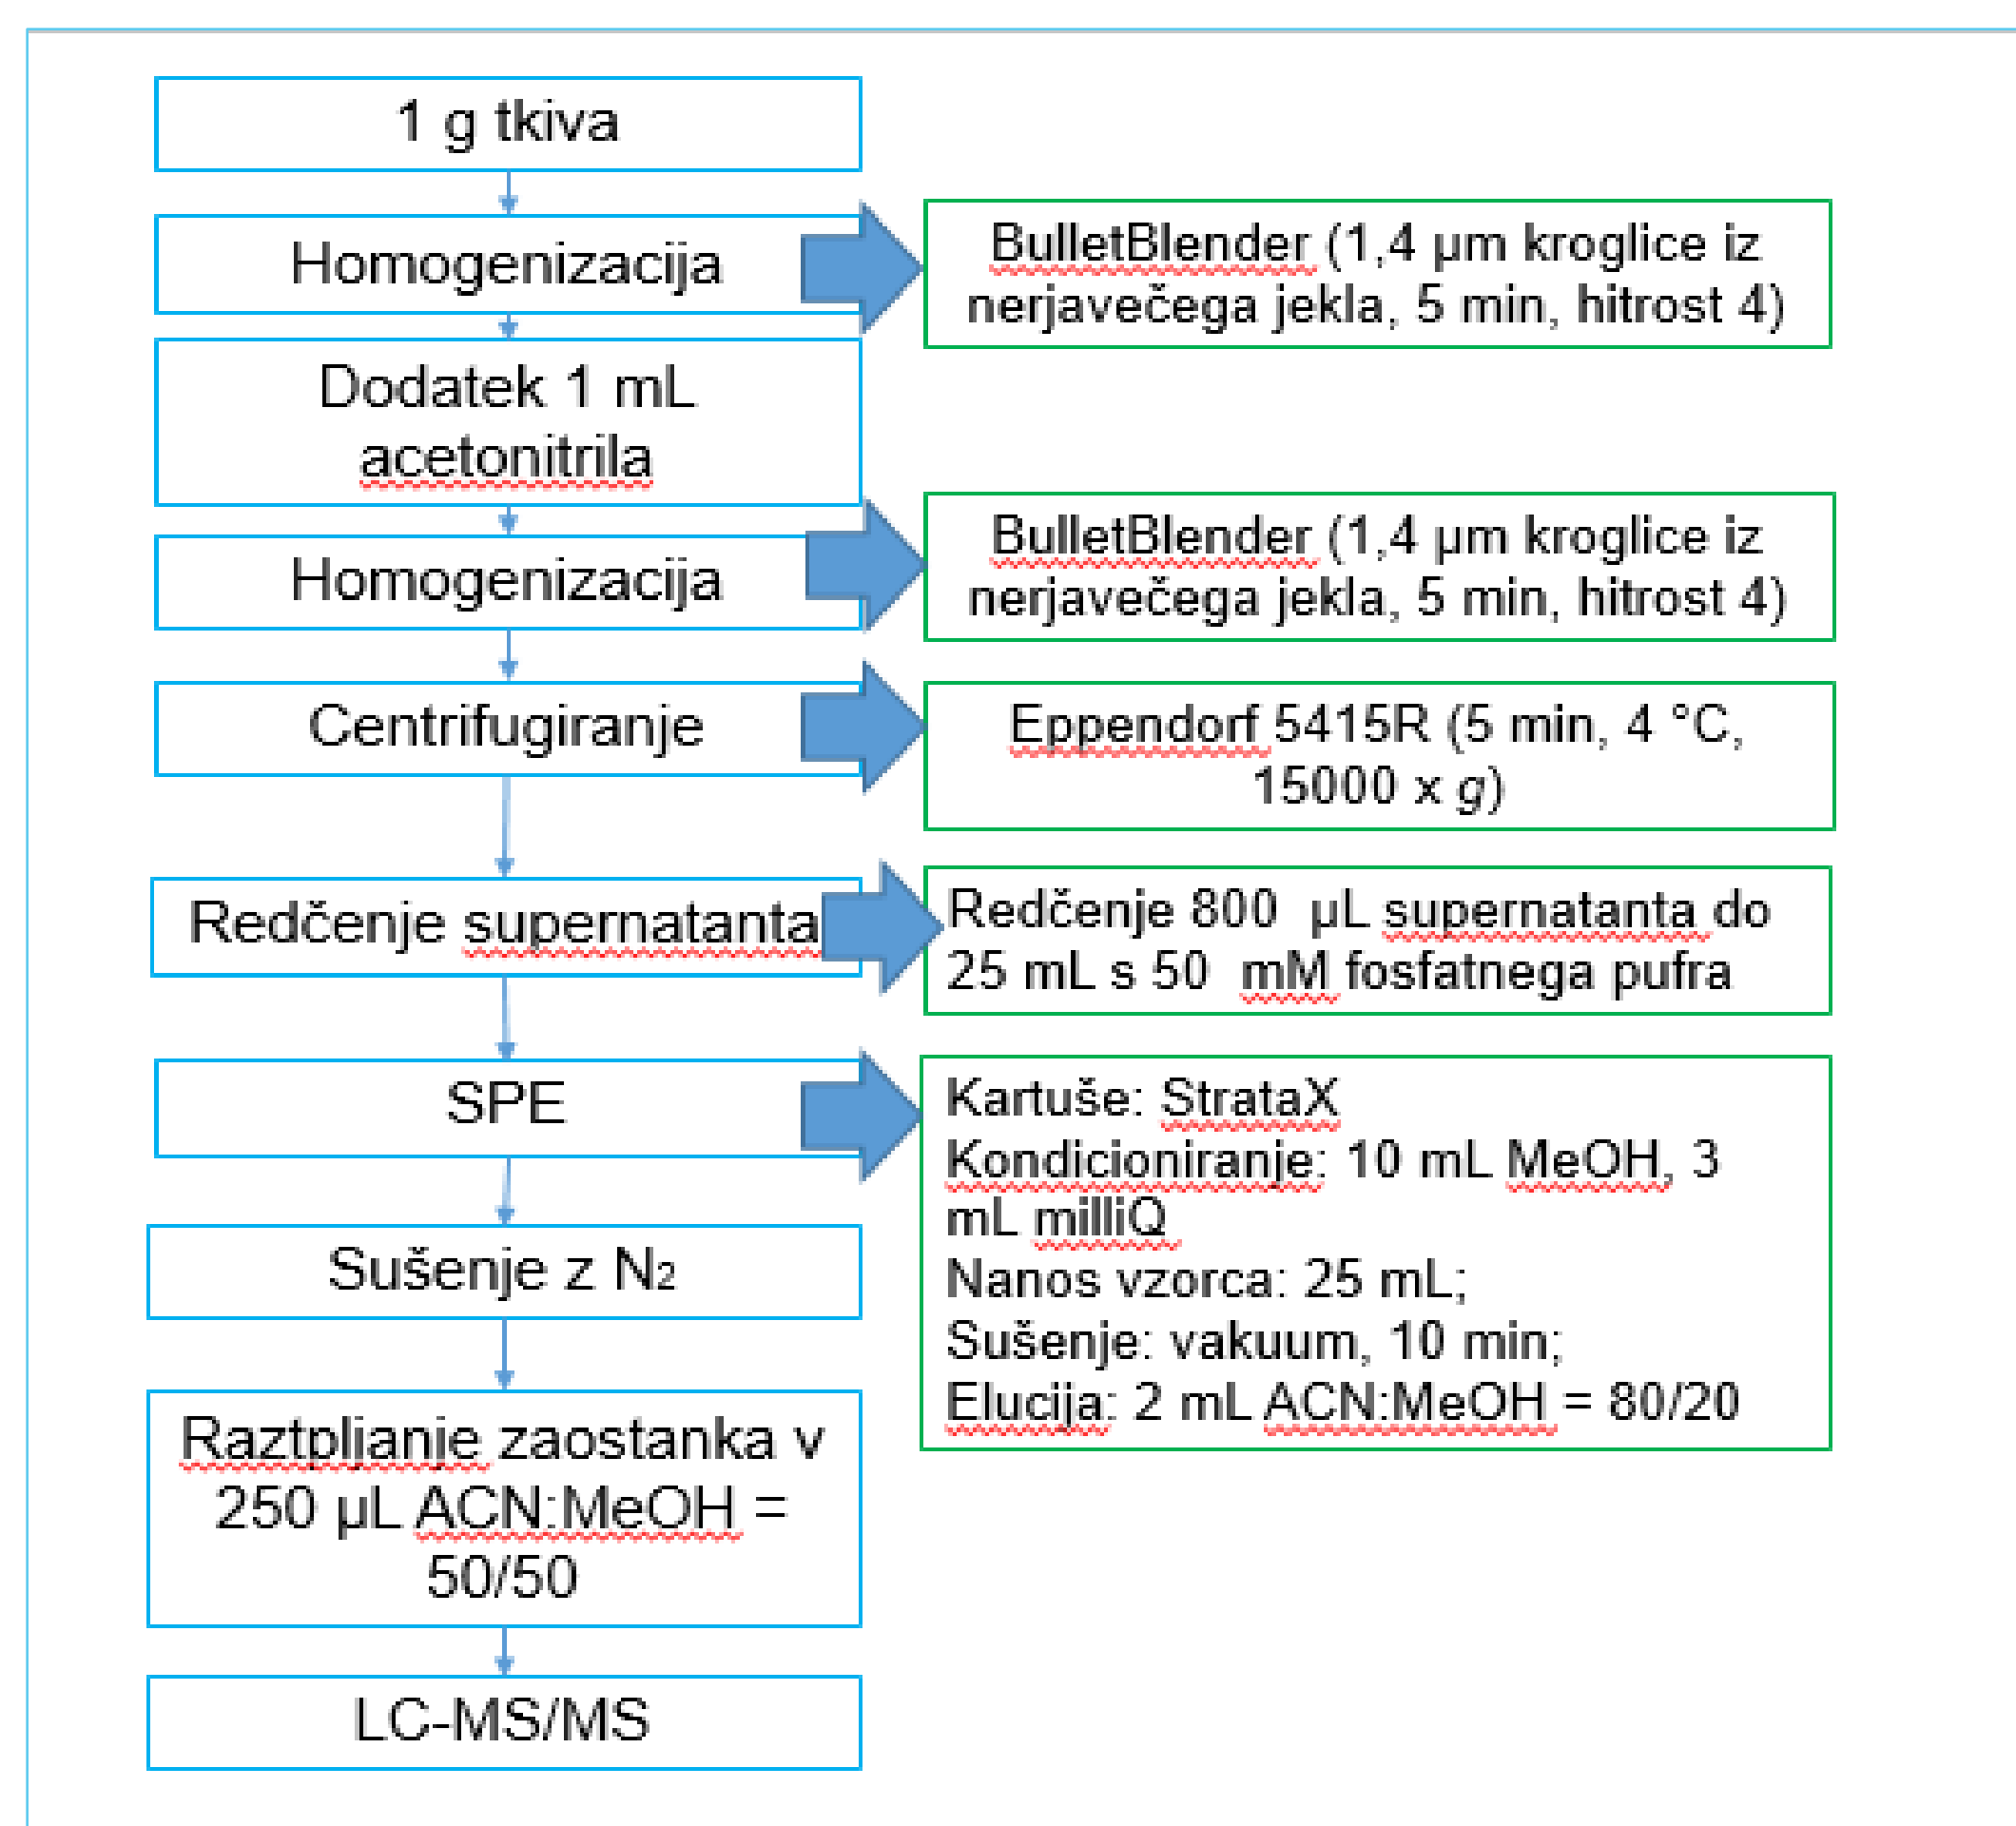 1 g tkiva
Homogenizacija
BulletBlender (1,4 µm kroglice iz
nerjavečega jekla, 5 min, hitrost 4)
Dodatek 1 mL
acetonitrila
Homogenizacija
BulletBlender (1,4 µm kroglice iz
nerjavečega jekla, 5 min, hitrost 4)
Centrifugiranje
Eppendorf 5415R (5 min, 4 °C,
15000 x g)
Redčenje supernatanta
Redčenje 800 µL supernatanta do
25 mL s 50 mM fosfatnega pufra
SPE
Kartuše: StrataX
Kondicioniranje: 10 mL MeOH, 3
mL milliQ
Nanos vzorca: 25 mL;
Sušenje: vakuum, 10 min;
Elucija: 2 mL ACN:MeOH = 80/20
Sušenje z N₂
Raztpljanje zaostanka v
250 µL ACN:MeOH =
50/50
LC-MS/MS